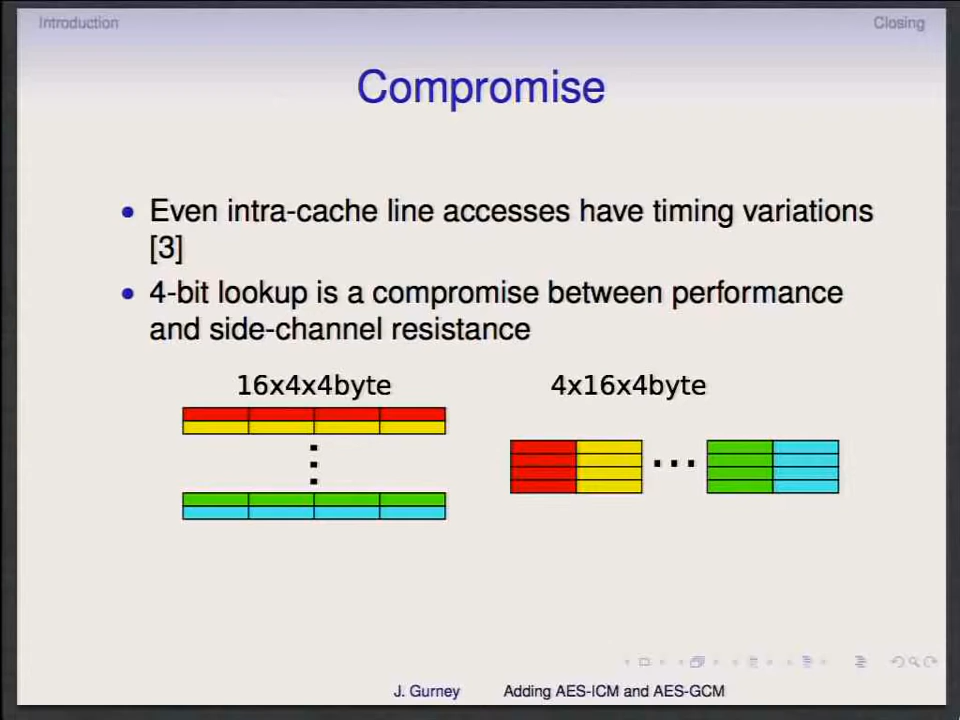 Introduction
Closing
Compromise
• Even intra-cache line accesses have timing variations
[3]
• 4-bit lookup is a compromise between performance
and side-channel resistance
16x4x4byte
4x16x4byte
J. Gurney
Adding AES-ICM and AES-GCM